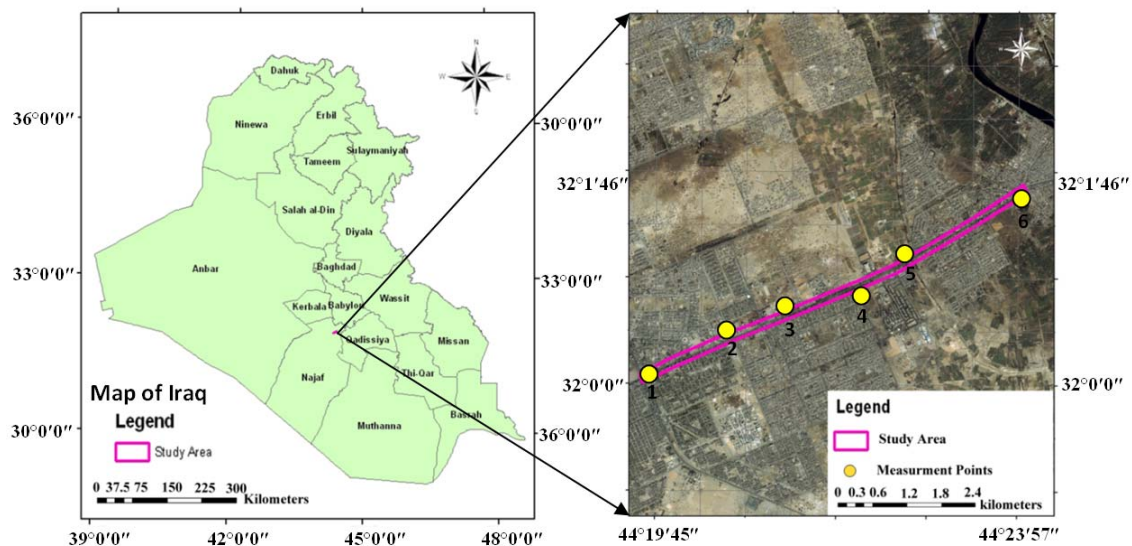 N
W E
S
Dahuk
Ninewa
Erbil
Tameem
Sulaymaniyah
Salah al-Din
Diyala
Anbar
Baghdad
Wassit
Kerbala
Babylon
Qadissiya
Missan
Najaf
Thi-Qar
Muthanna
Basrah
36°0'0"
33°0'0"
30°0'0"
30°0'0"
33°0'0"
36°0'0"
39°0'0"
42°0'0"
45°0'0"
48°0'0"
Map of Iraq
Legend
Study Area
0 37.5 75 150 225 300
Kilometers
32°1'46"
32°0'0"
32°1'46"
32°0'0"
44°19'45"
44°23'57"
1
2
3
4
5
6
Legend
Study Area
Measurment Points
0 0.3 0.6 1.2 1.8 2.4
kilometers